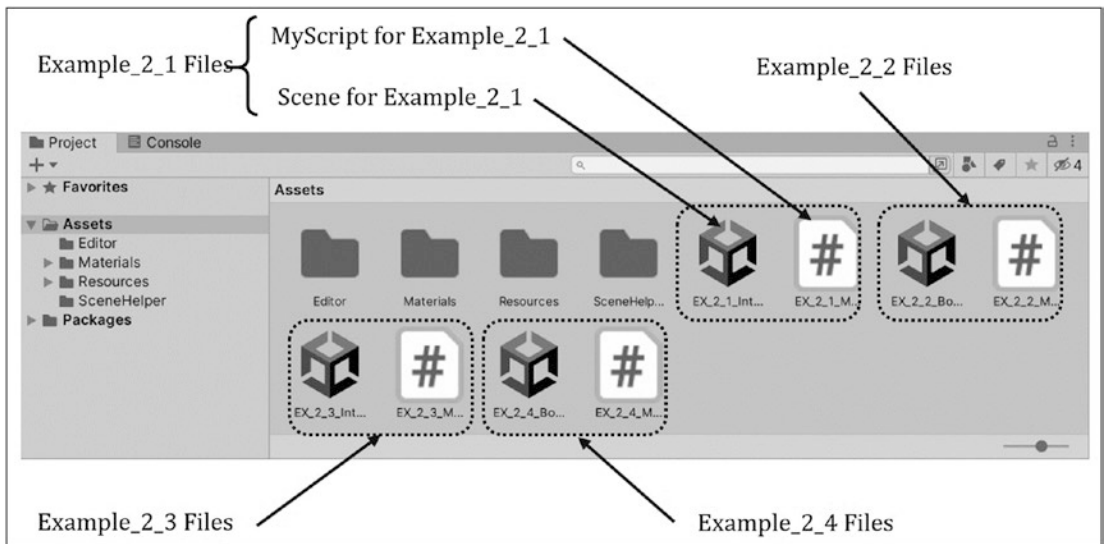 MyScript for Example_2_1
Example_2_1 Files
Scene for Example_2_1
Example_2_2 Files
Project
Console
4
Favorites
Assets
Editor
Materials
Resources
SceneHelper
Packages
Assets
Editor
Materials
Resources
SceneHelp...
EX_2_1_Int...
EX_2_1_M...
EX_2_2_Bo...
EX_2_2_M...
EX_2_3_Int...
EX_2_3_M...
EX_2_4_Bo...
EX_2_4_M...
Example_2_3 Files
Example_2_4 Files